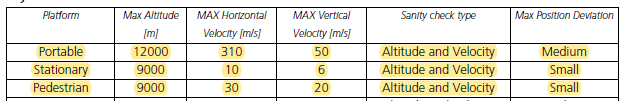 Platform Max Altitude MAX Horizontal MAX Vertical Sanity check type Max Position Deviation
[m] Velocity [m/s] Velocity [m/s]
Portable 12000 310 50 Altitude and Velocity Medium
Stationary 9000 10 6 Altitude and Velocity Small
Pedestrian 9000 30 20 Altitude and Velocity Small